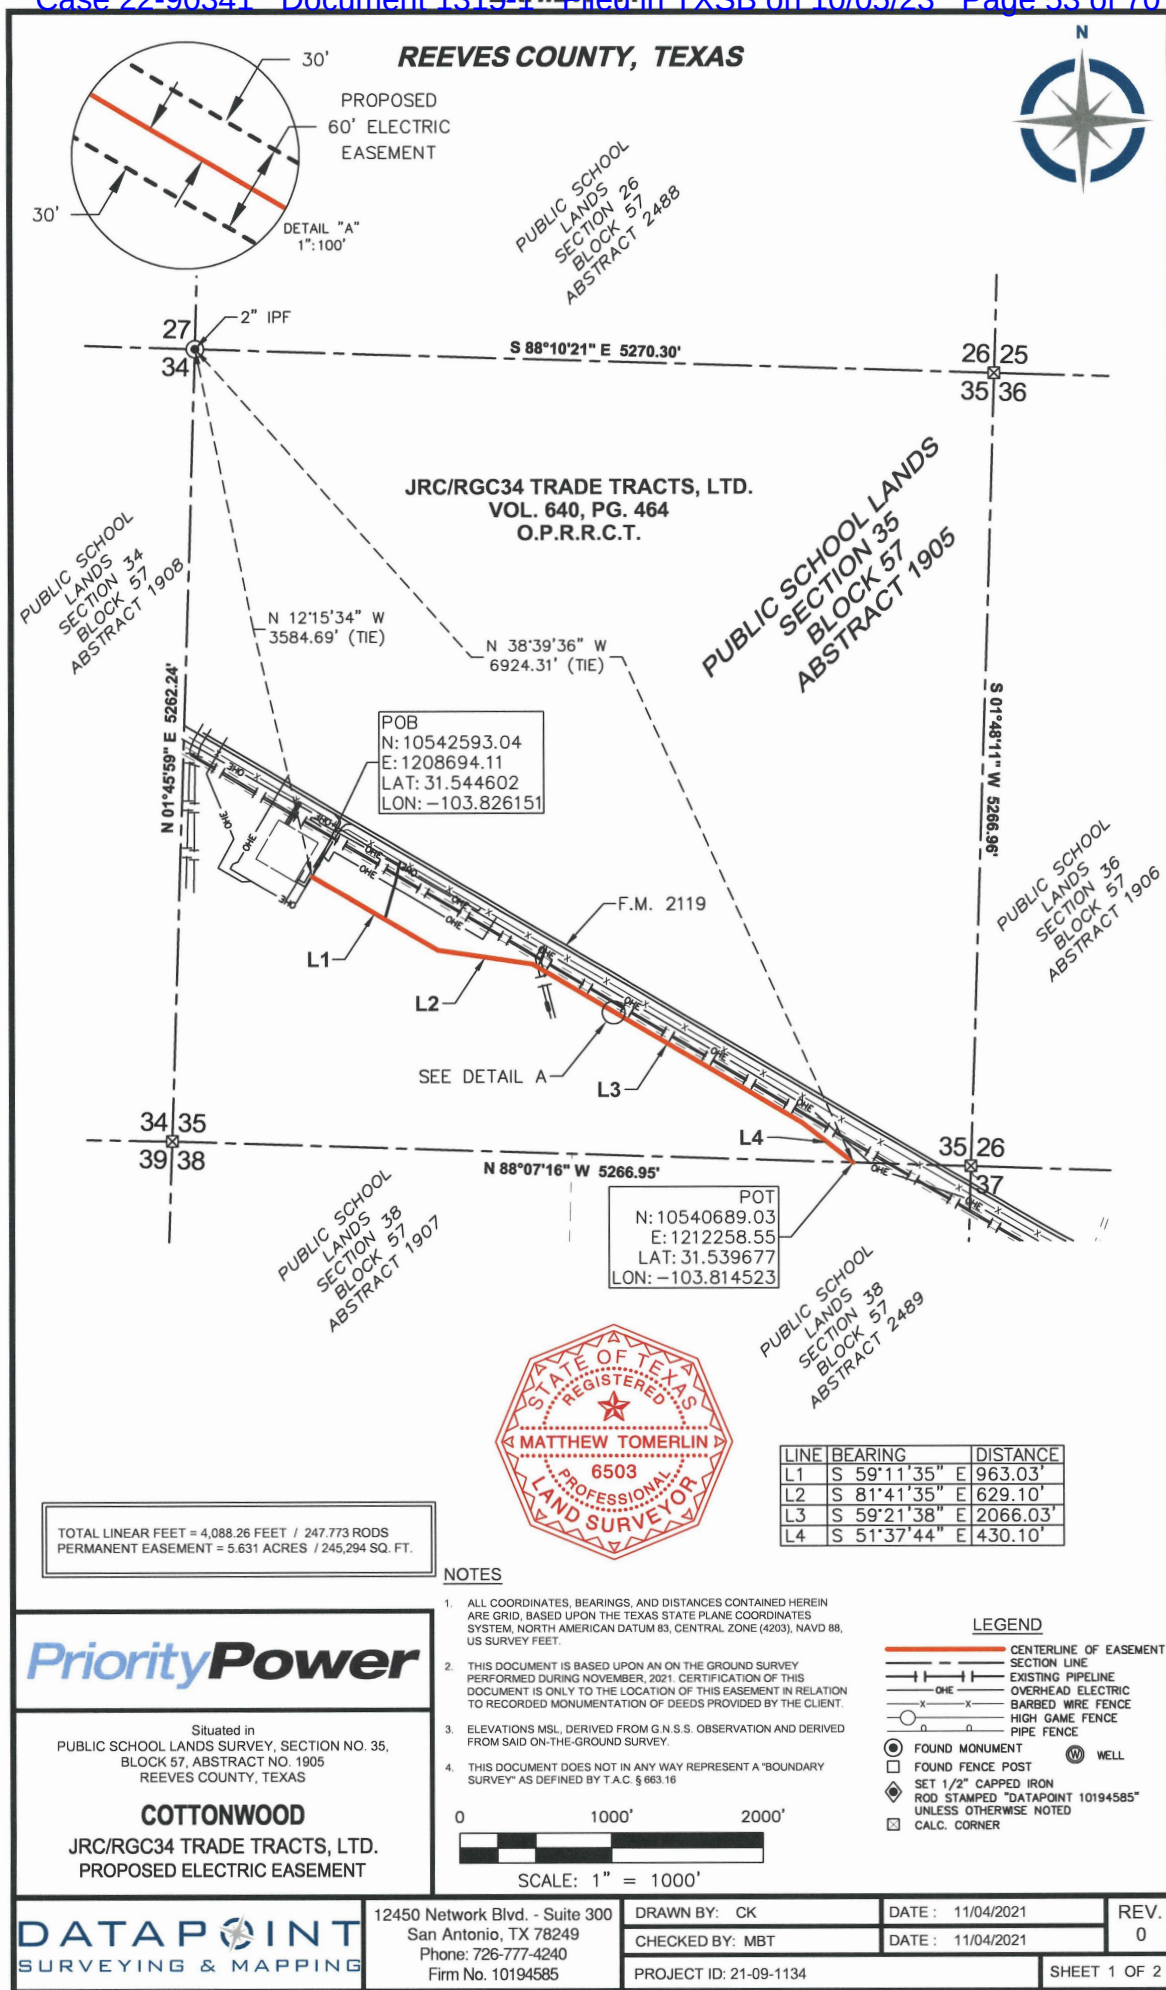 Case 22-90341 Document 1315-1 Filed in TXSB on 10/05/23 Page 53 of 70
REEVES COUNTY, TEXAS
N
30'
PROPOSED
60' ELECTRIC
EASEMENT
30'
DETAIL "A"
1":100'
PUBLIC SCHOOL
LANDS
SECTION 26
BLOCK 57
ABSTRACT 2488
27
34
2" IPF
S 88°10'21" E 5270.30'
26 25
35 36
JRC/RGC34 TRADE TRACTS, LTD.
VOL. 640, PG. 464
O.P.R.R.C.T.
PUBLIC SCHOOL LANDS
SECTION 35
BLOCK 57
ABSTRACT 1905
PUBLIC SCHOOL
LANDS
SECTION 34
BLOCK 57
ABSTRACT 1908
N 12°15'34" W
3584.69' (TIE)
N 38°39'36" W
6924.31' (TIE)
N 01°45'59" E 5262.24'
S 01°48'11" W 5266.96'
POB
N: 10542593.04
E: 1208694.11
LAT: 31.544602
LON: -103.826151
PUBLIC SCHOOL
LANDS
SECTION 36
BLOCK 57
ABSTRACT 1906
F.M. 2119
L1
L2
SEE DETAIL A
L3
L4
34 35
39 38
N 88°07'16" W 5266.95'
35 26
37
POT
N: 10540689.03
E: 1212258.55
LAT: 31.539677
LON: -103.814523
PUBLIC SCHOOL
LANDS
SECTION 38
BLOCK 57
ABSTRACT 1907
PUBLIC SCHOOL
LANDS
SECTION 38
BLOCK 57
ABSTRACT 2489
STATE OF TEXAS
REGISTERED
MATTHEW TOMERLIN
6503
PROFESSIONAL
LAND SURVEYOR
LINE BEARING DISTANCE
L1 S 59°11'35" E 963.03'
L2 S 81°41'35" E 629.10'
L3 S 59°21'38" E 2066.03'
L4 S 51°37'44" E 430.10'
TOTAL LINEAR FEET = 4,088.26 FEET / 247.773 RODS
PERMANENT EASEMENT = 5.631 ACRES / 245,294 SQ. FT.
NOTES
1. ALL COORDINATES, BEARINGS, AND DISTANCES CONTAINED HEREIN
ARE GRID, BASED UPON THE TEXAS STATE PLANE COORDINATES
SYSTEM, NORTH AMERICAN DATUM 83, CENTRAL ZONE (4203), NAVD 88,
US SURVEY FEET.
2. THIS DOCUMENT IS BASED UPON AN ON THE GROUND SURVEY
PERFORMED DURING NOVEMBER, 2021. CERTIFICATION OF THIS
DOCUMENT IS ONLY TO THE LOCATION OF THIS EASEMENT IN RELATION
TO RECORDED MONUMENTATION OF DEEDS PROVIDED BY THE CLIENT.
3. ELEVATIONS MSL, DERIVED FROM G.N.S.S. OBSERVATION AND DERIVED
FROM SAID ON-THE-GROUND SURVEY.
4. THIS DOCUMENT DOES NOT IN ANY WAY REPRESENT A "BOUNDARY
SURVEY" AS DEFINED BY T.A.C. § 663.16
0 1000' 2000'
SCALE: 1" = 1000'
LEGEND
CENTERLINE OF EASEMENT
SECTION LINE
EXISTING PIPELINE
OHE OVERHEAD ELECTRIC
x x BARBED WIRE FENCE
HIGH GAME FENCE
PIPE FENCE
FOUND MONUMENT
W WELL
FOUND FENCE POST
SET 1/2" CAPPED IRON
ROD STAMPED "DATAPOINT 10194585"
UNLESS OTHERWISE NOTED
CALC. CORNER
PriorityPower
Situated in
PUBLIC SCHOOL LANDS SURVEY, SECTION NO. 35,
BLOCK 57, ABSTRACT NO. 1905
REEVES COUNTY, TEXAS
COTTONWOOD
JRC/RGC34 TRADE TRACTS, LTD.
PROPOSED ELECTRIC EASEMENT
DATAPOINT
SURVEYING & MAPPING
12450 Network Blvd. - Suite 300
San Antonio, TX 78249
Phone: 726-777-4240
Firm No. 10194585
DRAWN BY: CK
DATE : 11/04/2021
CHECKED BY: MBT
DATE : 11/04/2021
REV.
0
PROJECT ID: 21-09-1134
SHEET 1 OF 2